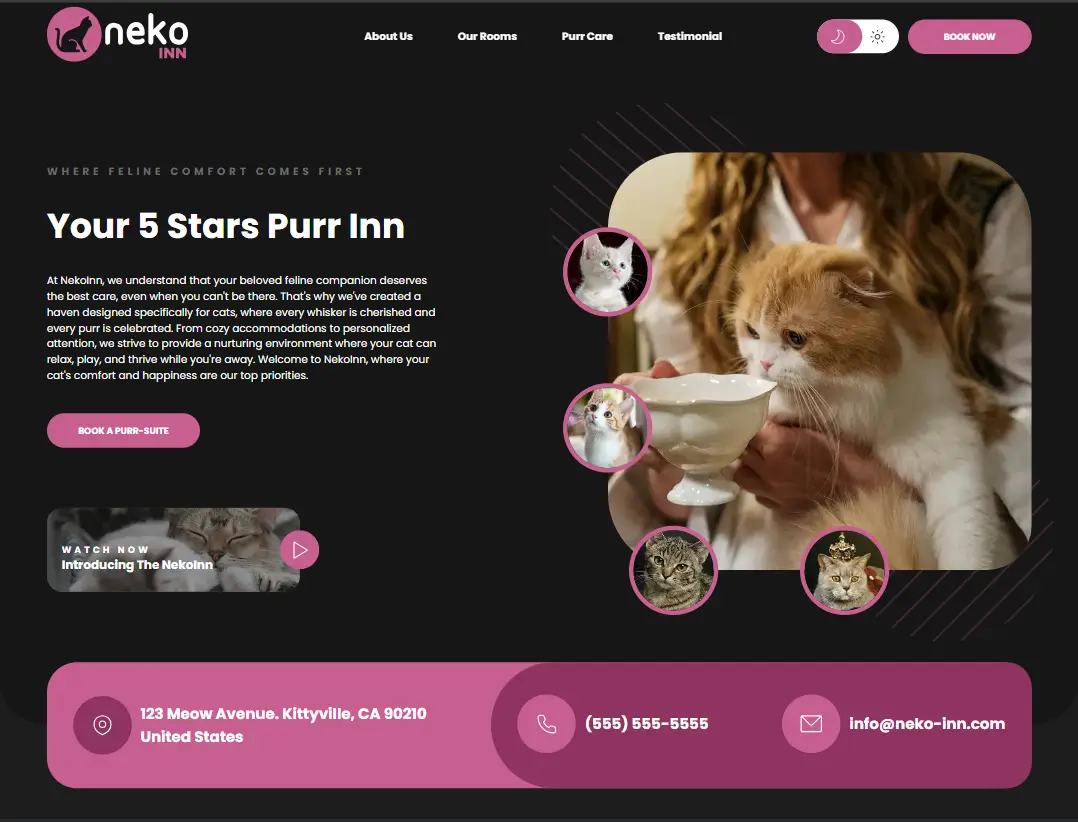 neko
INN
About Us
Our Rooms
Purr Care
Testimonial
BOOK NOW
WHERE FELINE COMFORT COMES FIRST
Your 5 Stars Purr Inn
At NekoInn, we understand that your beloved feline companion deserves
the best care, even when you can't be there. That's why we've created a
haven designed specifically for cats, where every whisker is cherished and
every purr is celebrated. From cozy accommodations to personalized
attention, we strive to provide a nurturing environment where your cat can
relax, play, and thrive while you're away. Welcome to NekoInn, where your
cat's comfort and happiness are our top priorities.
BOOK A PURR-SUITE
WATCH NOW
Introducing The NekoInn
123 Meow Avenue. Kittyville, CA 90210
United States
(555) 555-5555
info@neko-inn.com